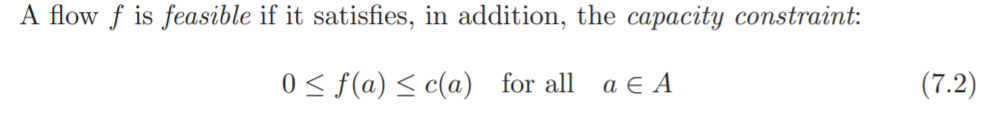 A flow f is feasible if it satisfies, in addition, the capacity constraint:
0 ≤ f(a) ≤ c(a) for all a ∈ A (7.2)